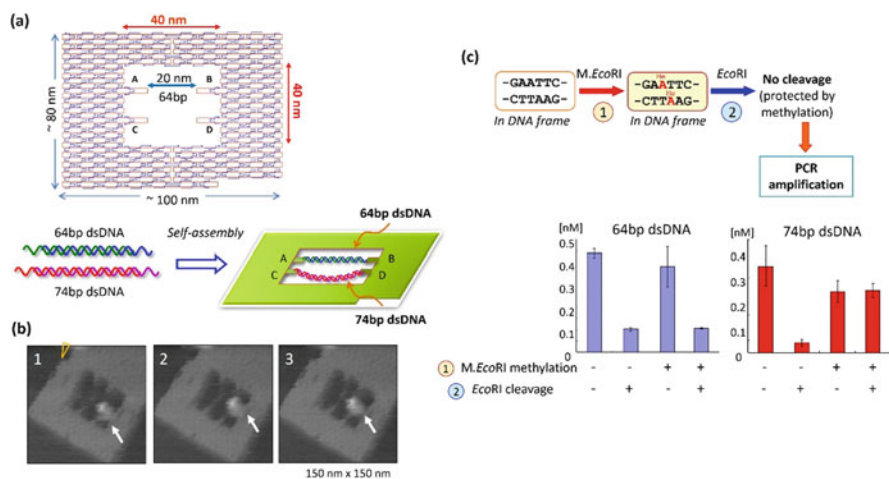 (a)
40 nm
A
20 nm
B
64bp
40 nm
~ 80 nm
C
D
~ 100 nm
64bp dsDNA
Self-assembly
64bp dsDNA
A
B
C
D
74bp dsDNA
74bp dsDNA
(b)
1
2
3
150 nm x 150 nm
(c)
M.EcoRI
EcoRI
-GAATTC-
-CTTAAG-
In DNA frame
1
Me
-GAATTC-
Me
-CTTAAG-
In DNA frame
2
No cleavage
(protected by
methylation)
PCR
amplification
[nM]
64bp dsDNA
0.5
0.4
0.3
0.2
0.1
0
[nM]
74bp dsDNA
0.4
0.3
0.2
0.1
0
1 M.EcoRI methylation - - + + - - + +
2 EcoRI cleavage - + - + - + - +